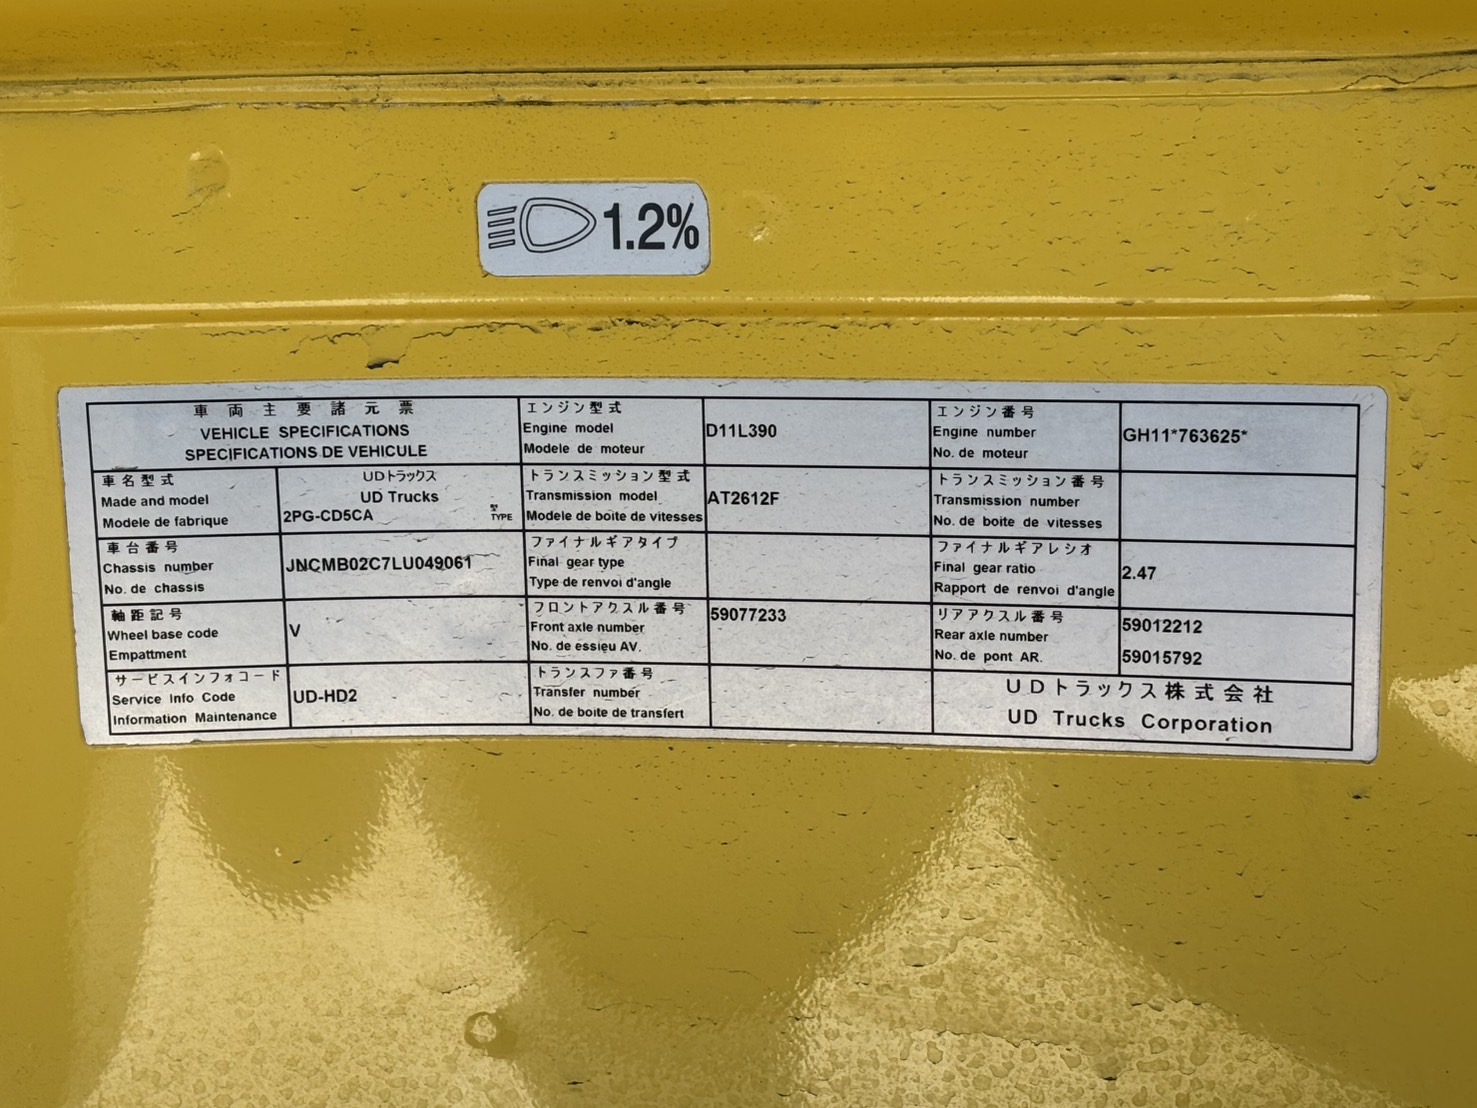 1.2%
車両主要諸元票
VEHICLE SPECIFICATIONS
SPECIFICATIONS DE VEHICULE
エンジン型式
Engine model
Modele de moteur
D11L390
エンジン番号
Engine number
No. de moteur
GH11*763625*
車名型式
Made and model
Modele de fabrique
UDトラックス
UD Trucks
2PG-CD5CA
型
TYPE
トランスミッション型式
Transmission model
Modele de boite de vitesses
AT2612F
トランスミッション番号
Transmission number
No. de boite de vitesses
車台番号
Chassis number
No. de chassis
JNCMB02C7LU049061
ファイナルギアタイプ
Final gear type
Type de renvoi d'angle
ファイナルギアレシオ
Final gear ratio
Rapport de renvoi d'angle
2.47
軸距記号
Wheel base code
Empattment
V
フロントアクスル番号
Front axle number
No. de essieu AV.
59077233
リアアクスル番号
Rear axle number
No. de pont AR.
59012212
59015792
サービスインフォコード
Service Info Code
Information Maintenance
UD-HD2
トランスファ番号
Transfer number
No. de boite de transfert
UDトラックス株式会社
UD Trucks Corporation